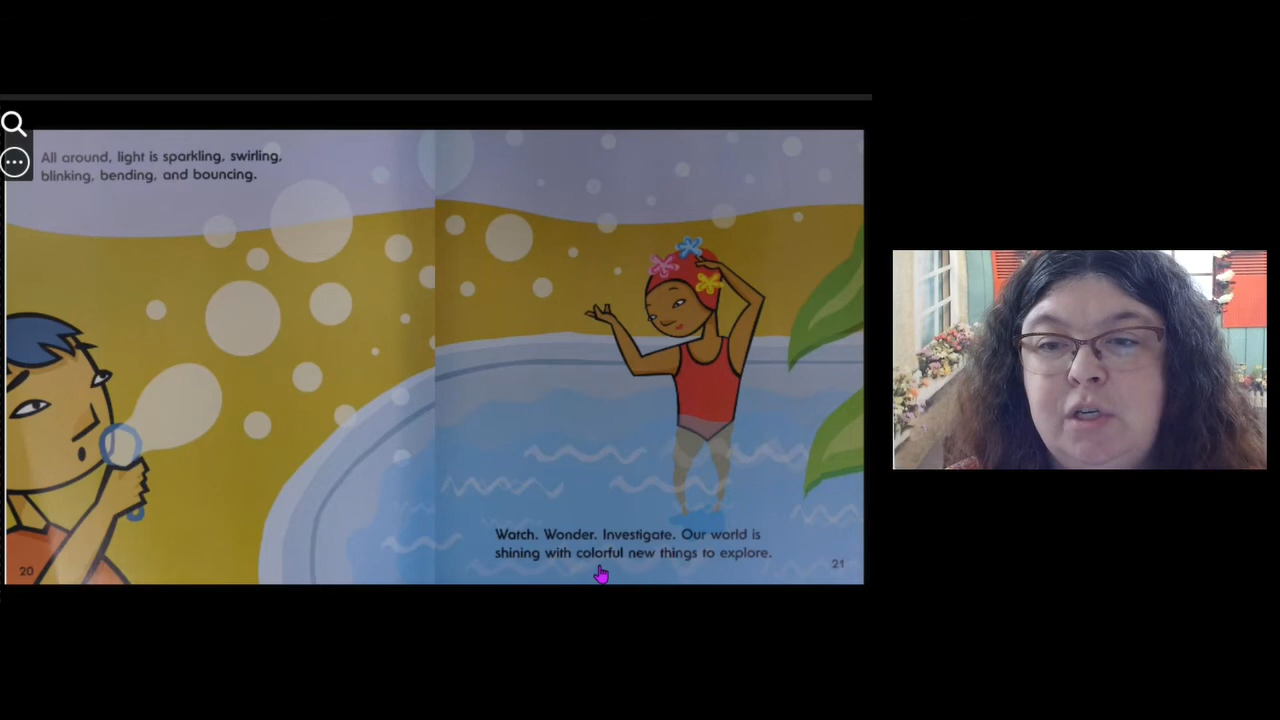 All around, light is sparkling, swirling,
blinking, bending, and bouncing.
Watch. Wonder. Investigate. Our world is
shining with colorful new things to explore.
20
21